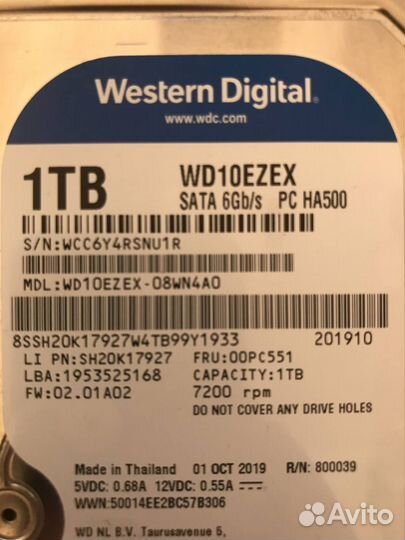 Western Digital®
www.wdc.com
1TB WD10EZEX
SATA 6Gb/s PC HA500
S/N:WCC6Y4RSNU1R
MDL:WD10EZEX-08WN4A0
8SSH20K17927W4TB99Y1933 201910
LI PN:SH20K17927 FRU:00PC551
LBA:1953525168 CAPACITY:1TB
FW:02.01A02 7200 rpm
DO NOT COVER ANY DRIVE HOLES
Made in Thailand 01 OCT 2019 R/N: 800039
5VDC: 0.68A 12VDC: 0.55A
WWN:50014EE2BC57B306
WD NL B.V. Taurusavenue 5,
Avito